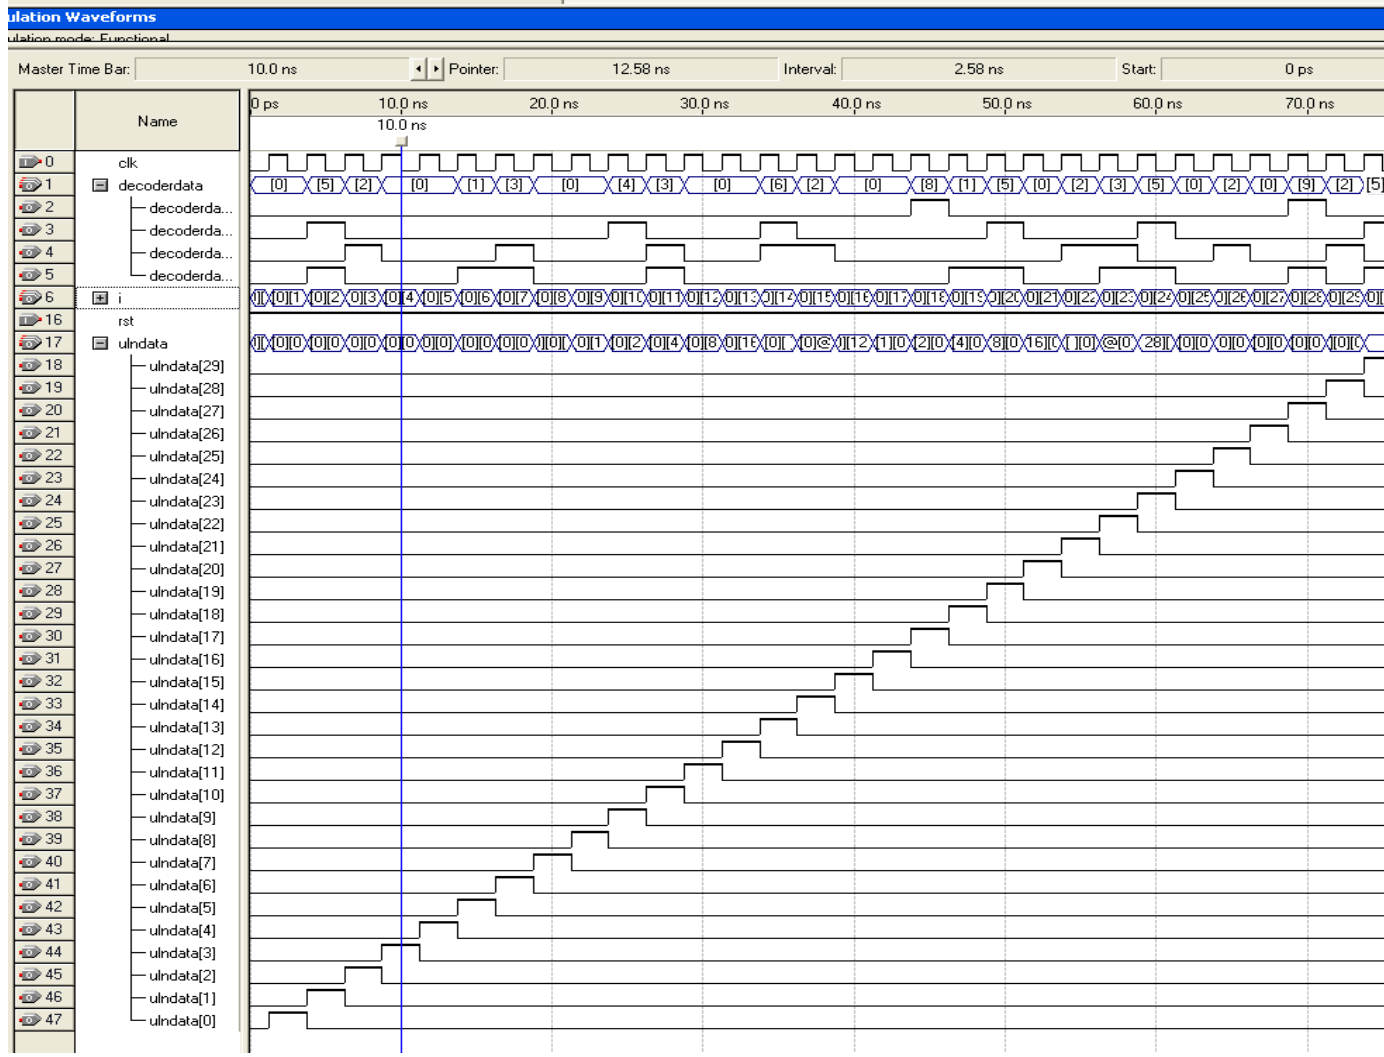 ulation Waveforms
ulation mode: Functional
Master Time Bar: 10.0 ns Pointer: 12.58 ns Interval: 2.58 ns Start: 0 ps
Name 0 ps 10.0 ns 20.0 ns 30.0 ns 40.0 ns 50.0 ns 60.0 ns 70.0 ns
10.0 ns
0 clk
1 decoderdata [0] [5] [2] [0] [1] [3] [0] [4] [3] [0] [6] [2] [0] [8] [1] [5] [0] [2] [3] [5] [0] [2] [0] [9] [2] [5]
2 decoderda...
3 decoderda...
4 decoderda...
5 decoderda...
6 i
16 rst
17 ulndata
18 ulndata[29]
19 ulndata[28]
20 ulndata[27]
21 ulndata[26]
22 ulndata[25]
23 ulndata[24]
24 ulndata[23]
25 ulndata[22]
26 ulndata[21]
27 ulndata[20]
28 ulndata[19]
29 ulndata[18]
30 ulndata[17]
31 ulndata[16]
32 ulndata[15]
33 ulndata[14]
34 ulndata[13]
35 ulndata[12]
36 ulndata[11]
37 ulndata[10]
38 ulndata[9]
39 ulndata[8]
40 ulndata[7]
41 ulndata[6]
42 ulndata[5]
43 ulndata[4]
44 ulndata[3]
45 ulndata[2]
46 ulndata[1]
47 ulndata[0]